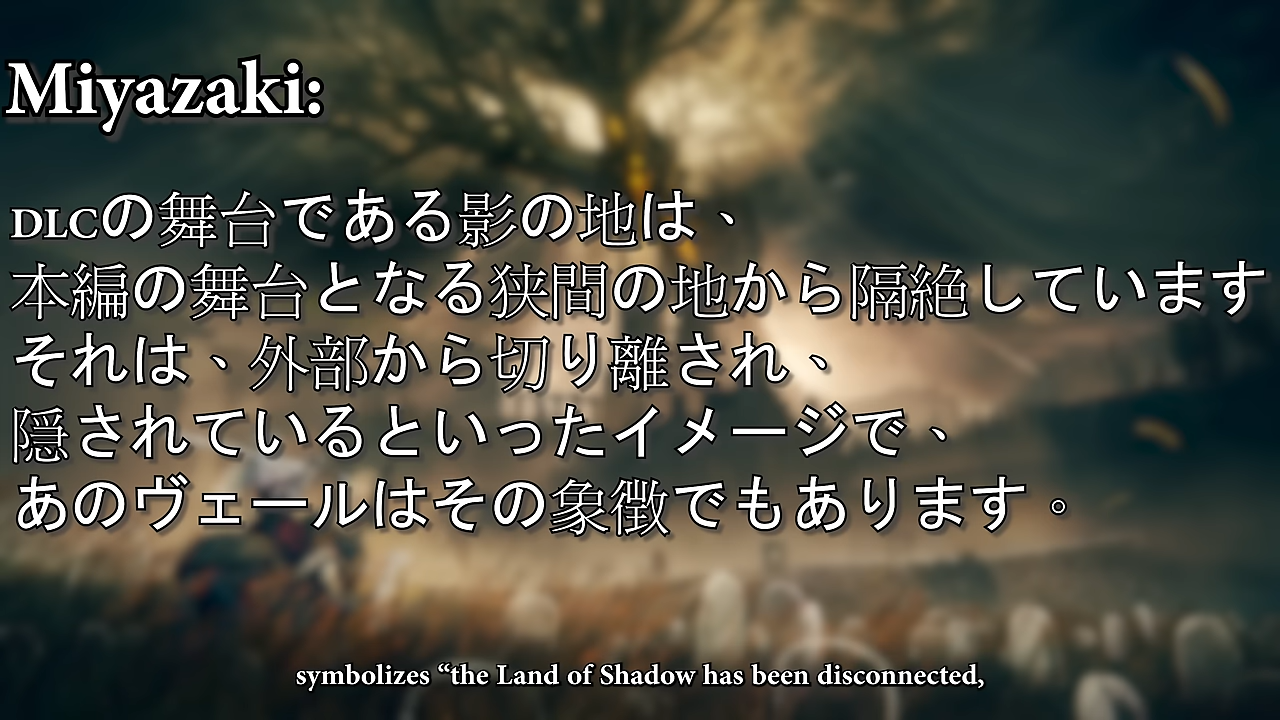 Miyazaki:
DLCの舞台である影の地は、
本編の舞台となる狭間の地から隔絶しています
それは、外部から切り離され、
隠されているといったイメージで、
あのヴェールはその象徴でもあります。
symbolizes “the Land of Shadow has been disconnected,